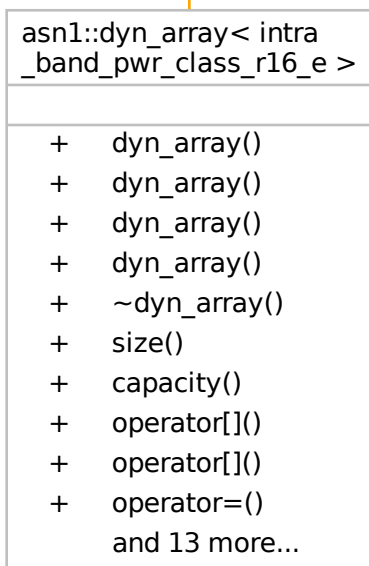 asn1::dyn_array< intra
_band_pwr_class_r16_e >
+ dyn_array()
+ dyn_array()
+ dyn_array()
+ dyn_array()
+ ~dyn_array()
+ size()
+ capacity()
+ operator[]()
+ operator[]()
+ operator=()
and 13 more...